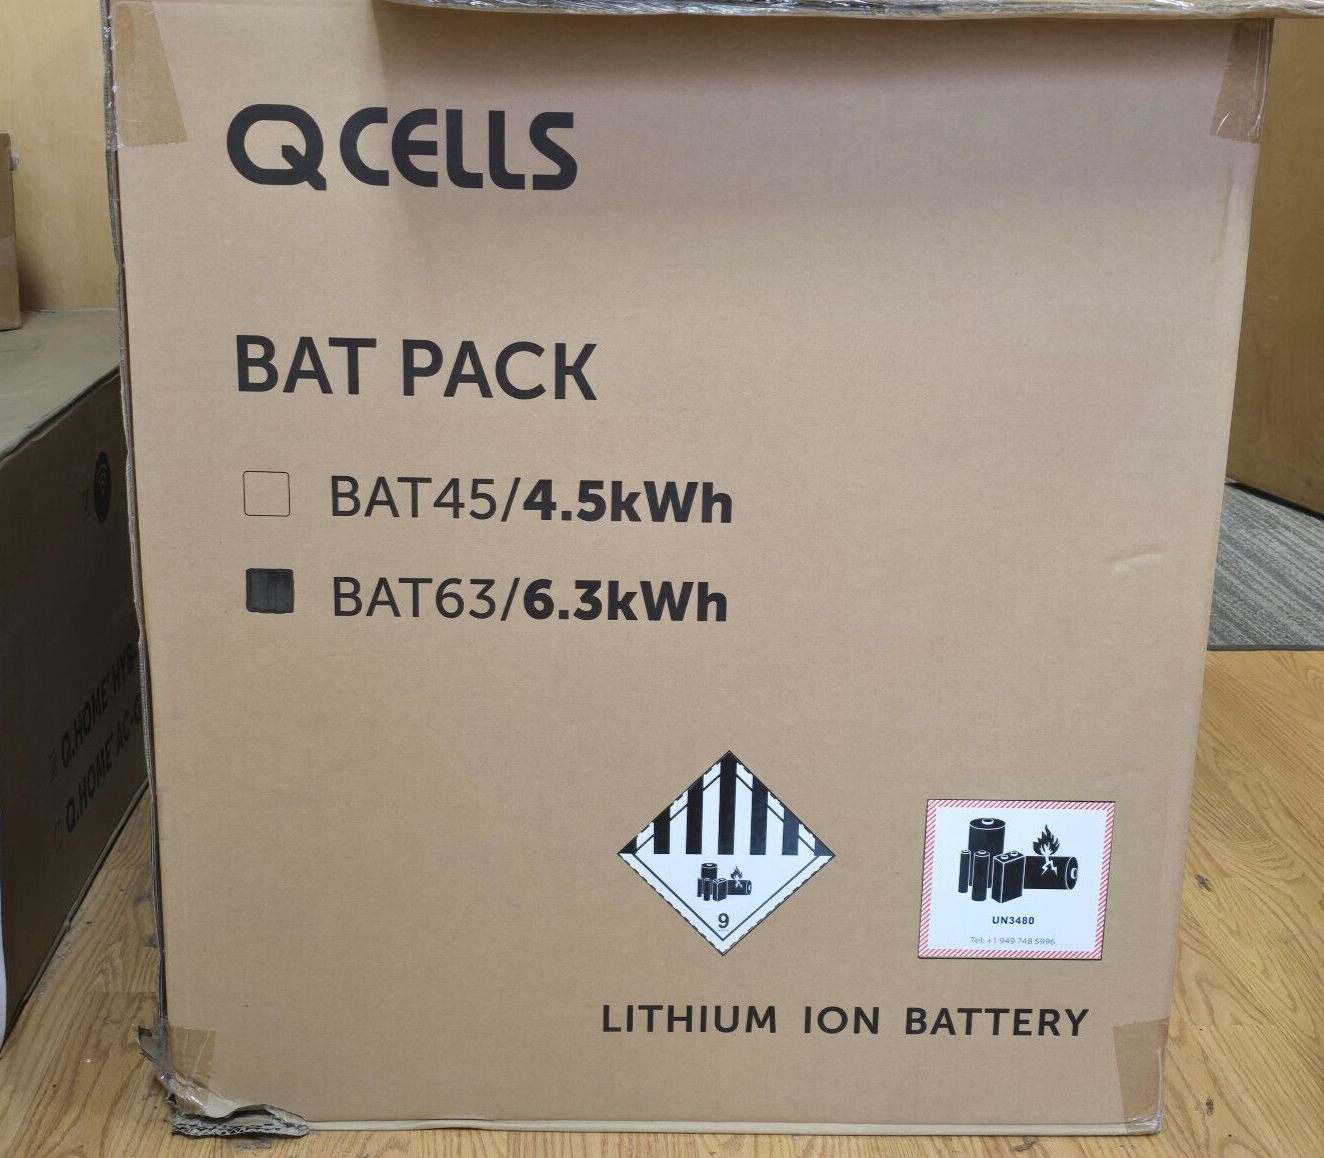 Q CELLS
BAT PACK
BAT45/4.5kWh
BAT63/6.3kWh
9
UN3480
Tel: +1 949 748 5996
LITHIUM ION BATTERY
Q.HOME+ HYB
Q.HOME+ AC-